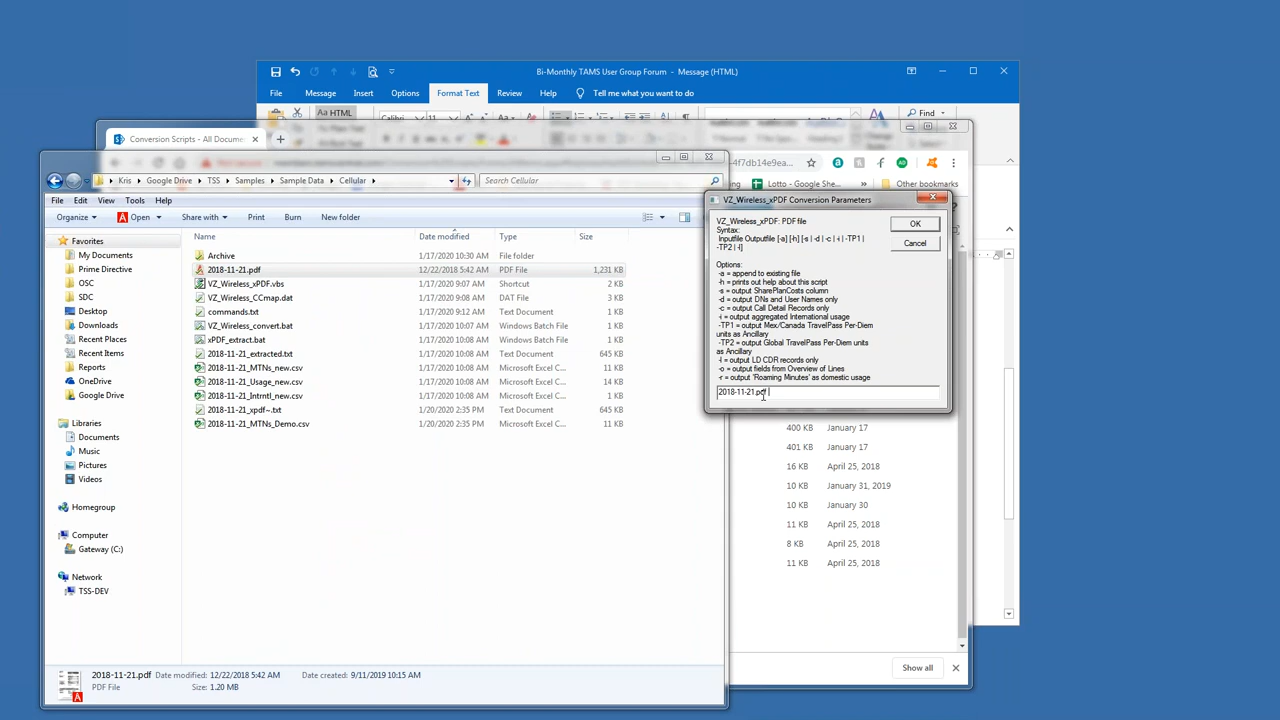 Bi-Monthly TAMS User Group Forum - Message (HTML)
File Message Insert Options Format Text Review Help Tell me what you want to do
Aa HTML
Calibri 11
Find
Conversion Scripts - All Docume
-4f7db14e9ea...
Lotto - Google She... » Other bookmarks
Kris Google Drive TSS Samples Sample Data Cellular
Search Cellular
File Edit View Tools Help
Organize Open Share with Print Burn New folder
Favorites
My Documents
Prime Directive
OSC
SDC
Desktop
Downloads
Recent Places
Recent Items
Reports
OneDrive
Google Drive
Libraries
Documents
Music
Pictures
Videos
Homegroup
Computer
Gateway (C:)
Network
TSS-DEV
Name Date modified Type Size
Archive 1/17/2020 10:30 AM File folder
2018-11-21.pdf 12/22/2018 5:42 AM PDF File 1,231 KB
VZ_Wireless_xPDF.vbs 1/17/2020 9:07 AM Shortcut 2 KB
VZ_Wireless_CCmap.dat 1/17/2020 9:08 AM DAT File 1 KB
commands.txt 1/17/2020 9:12 AM Text Document 1 KB
VZ_Wireless_convert.bat 1/17/2020 10:07 AM Windows Batch File 1 KB
xPDF_extract.bat 1/17/2020 10:08 AM Windows Batch File 1 KB
2018-11-21_extracted.txt 1/17/2020 10:08 AM Text Document 645 KB
2018-11-21_MTNs_new.csv 1/17/2020 10:08 AM Microsoft Excel C... 11 KB
2018-11-21_Usage_new.csv 1/17/2020 10:08 AM Microsoft Excel C... 14 KB
2018-11-21_Intrntl_new.csv 1/17/2020 10:08 AM Microsoft Excel C... 1 KB
2018-11-21_xpdf~.txt 1/20/2020 2:35 PM Text Document 645 KB
2018-11-21_MTNs_Demo.csv 1/20/2020 2:35 PM Microsoft Excel C... 11 KB
2018-11-21.pdf Date modified: 12/22/2018 5:42 AM Date created: 9/11/2019 10:15 AM
PDF File Size: 1.20 MB
VZ_Wireless_xPDF Conversion Parameters
VZ_Wireless_xPDF: PDF file
Syntax:
Inputfile Outputfile [-a] [-h] [-s | -d | -c | -i | -TP1 |
-TP2 | -l]
Options:
-a = append to existing file
-h = prints out help about this script
-s = output SharePlanCosts column
-d = output DNs and User Names only
-c = output Call Detail Records only
-i = output aggregated International usage
-TP1 = output Mex/Canada TravelPass Per-Diem
units as Ancillary
-TP2 = output Global TravelPass Per-Diem units
as Ancillary
-l = output LD CDR records only
-o = output fields from Overview of Lines
-r = output 'Roaming Minutes' as domestic usage
2018-11-21.pdf
OK
Cancel
400 KB January 17
401 KB January 17
16 KB April 25, 2018
10 KB January 31, 2019
10 KB January 30
11 KB April 25, 2018
8 KB April 25, 2018
11 KB April 25, 2018
Show all